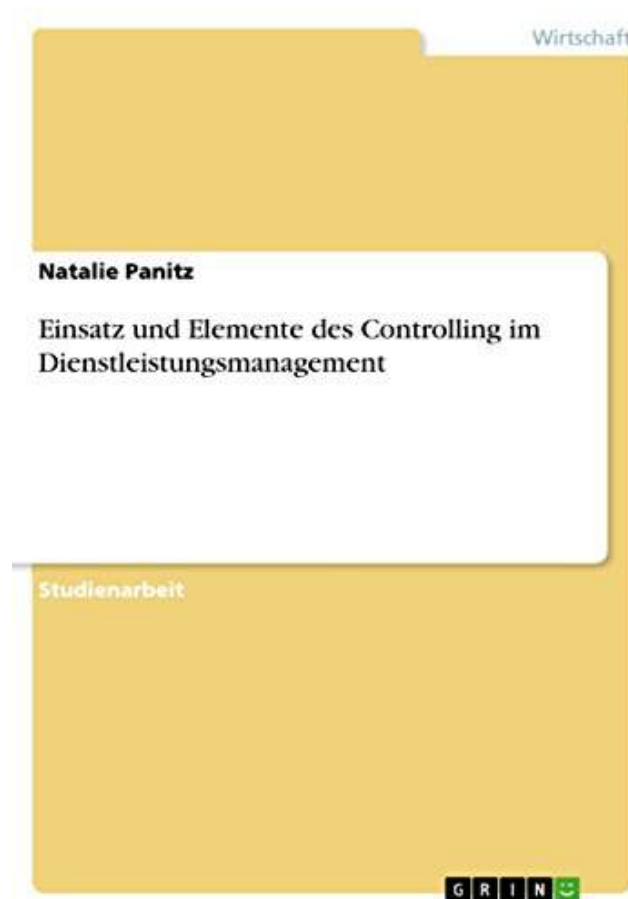 Wirtschaft
Natalie Panitz
Einsatz und Elemente des Controlling im
Dienstleistungsmanagement
Studienarbeit
GRIN